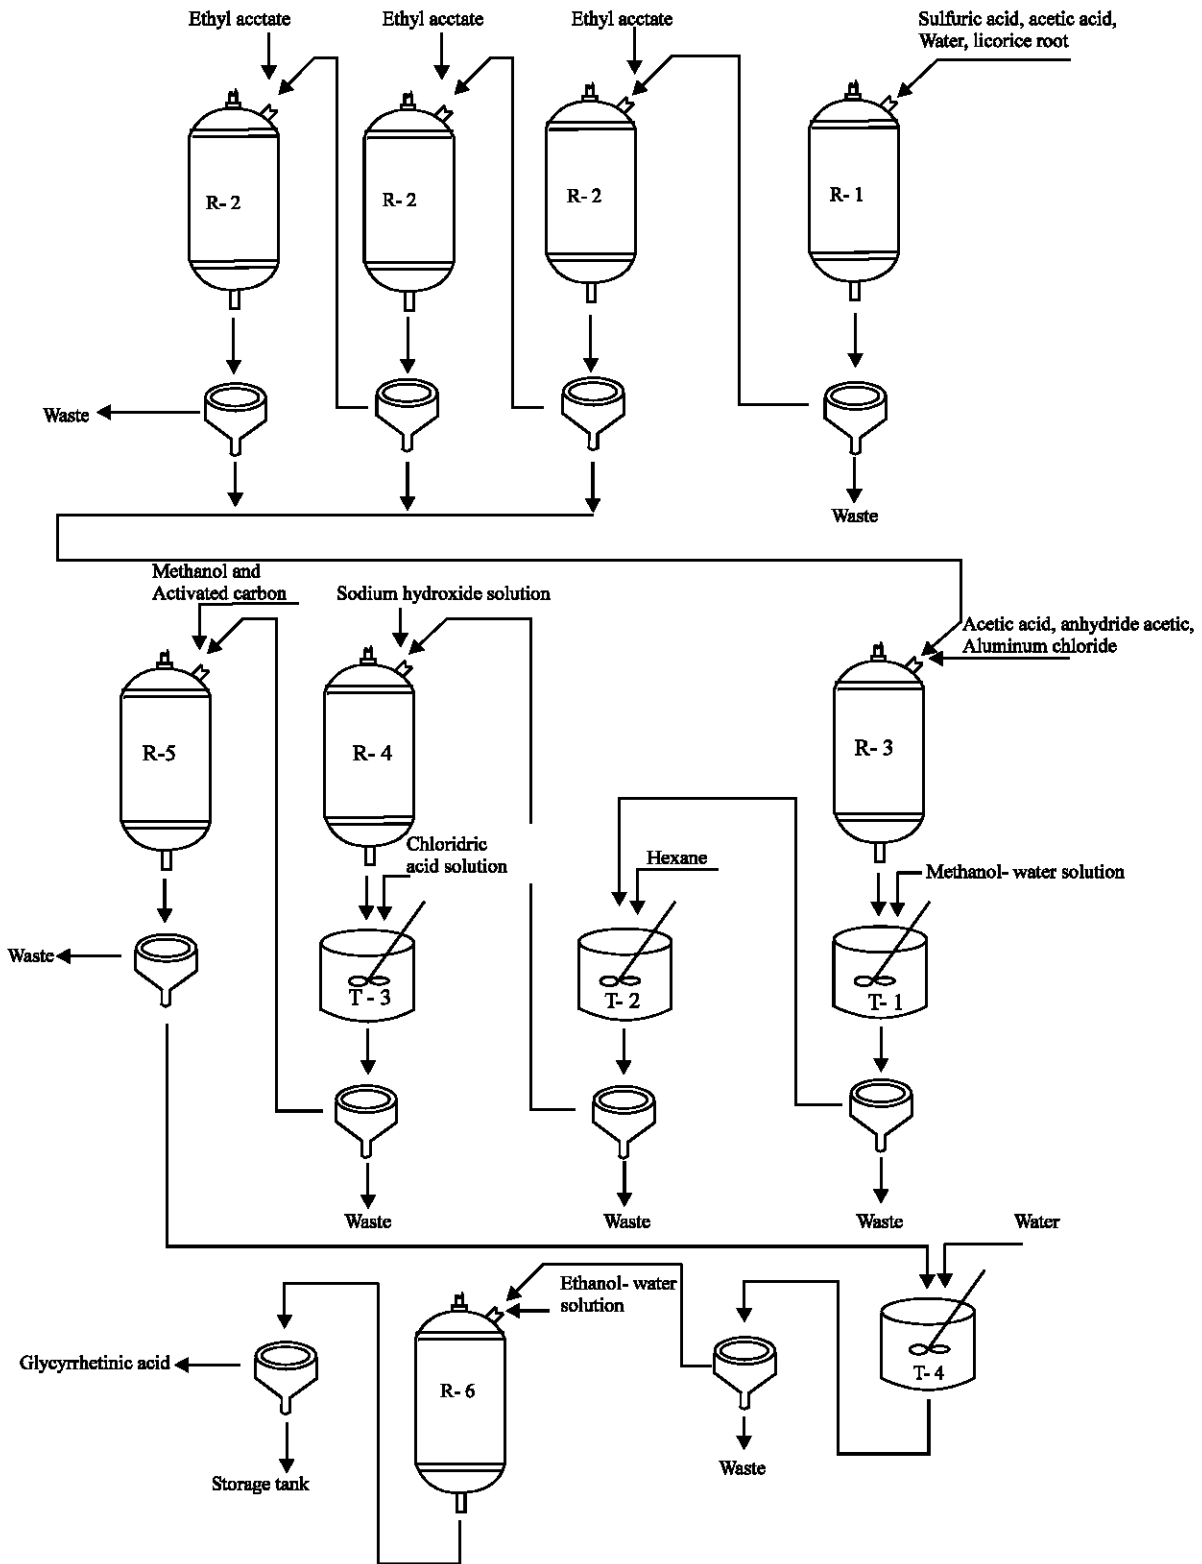 Ethyl acctate
Ethyl acctate
Ethyl acctate
Sulfuric acid, acetic acid,
Water, licorice root
R- 2
R- 2
R- 2
R- 1
Waste
Waste
Methanol and
Activated carbon
Sodium hydroxide solution
Acetic acid, anhydride acetic,
Aluminum chloride
R-5
R- 4
R- 3
Chloridric
acid solution
Hexane
Methanol- water solution
Waste
T - 3
T- 2
T- 1
Waste
Waste
Waste
Water
Ethanol- water
solution
Glycyrrhetinic acid
R- 6
T- 4
Waste
Storage tank